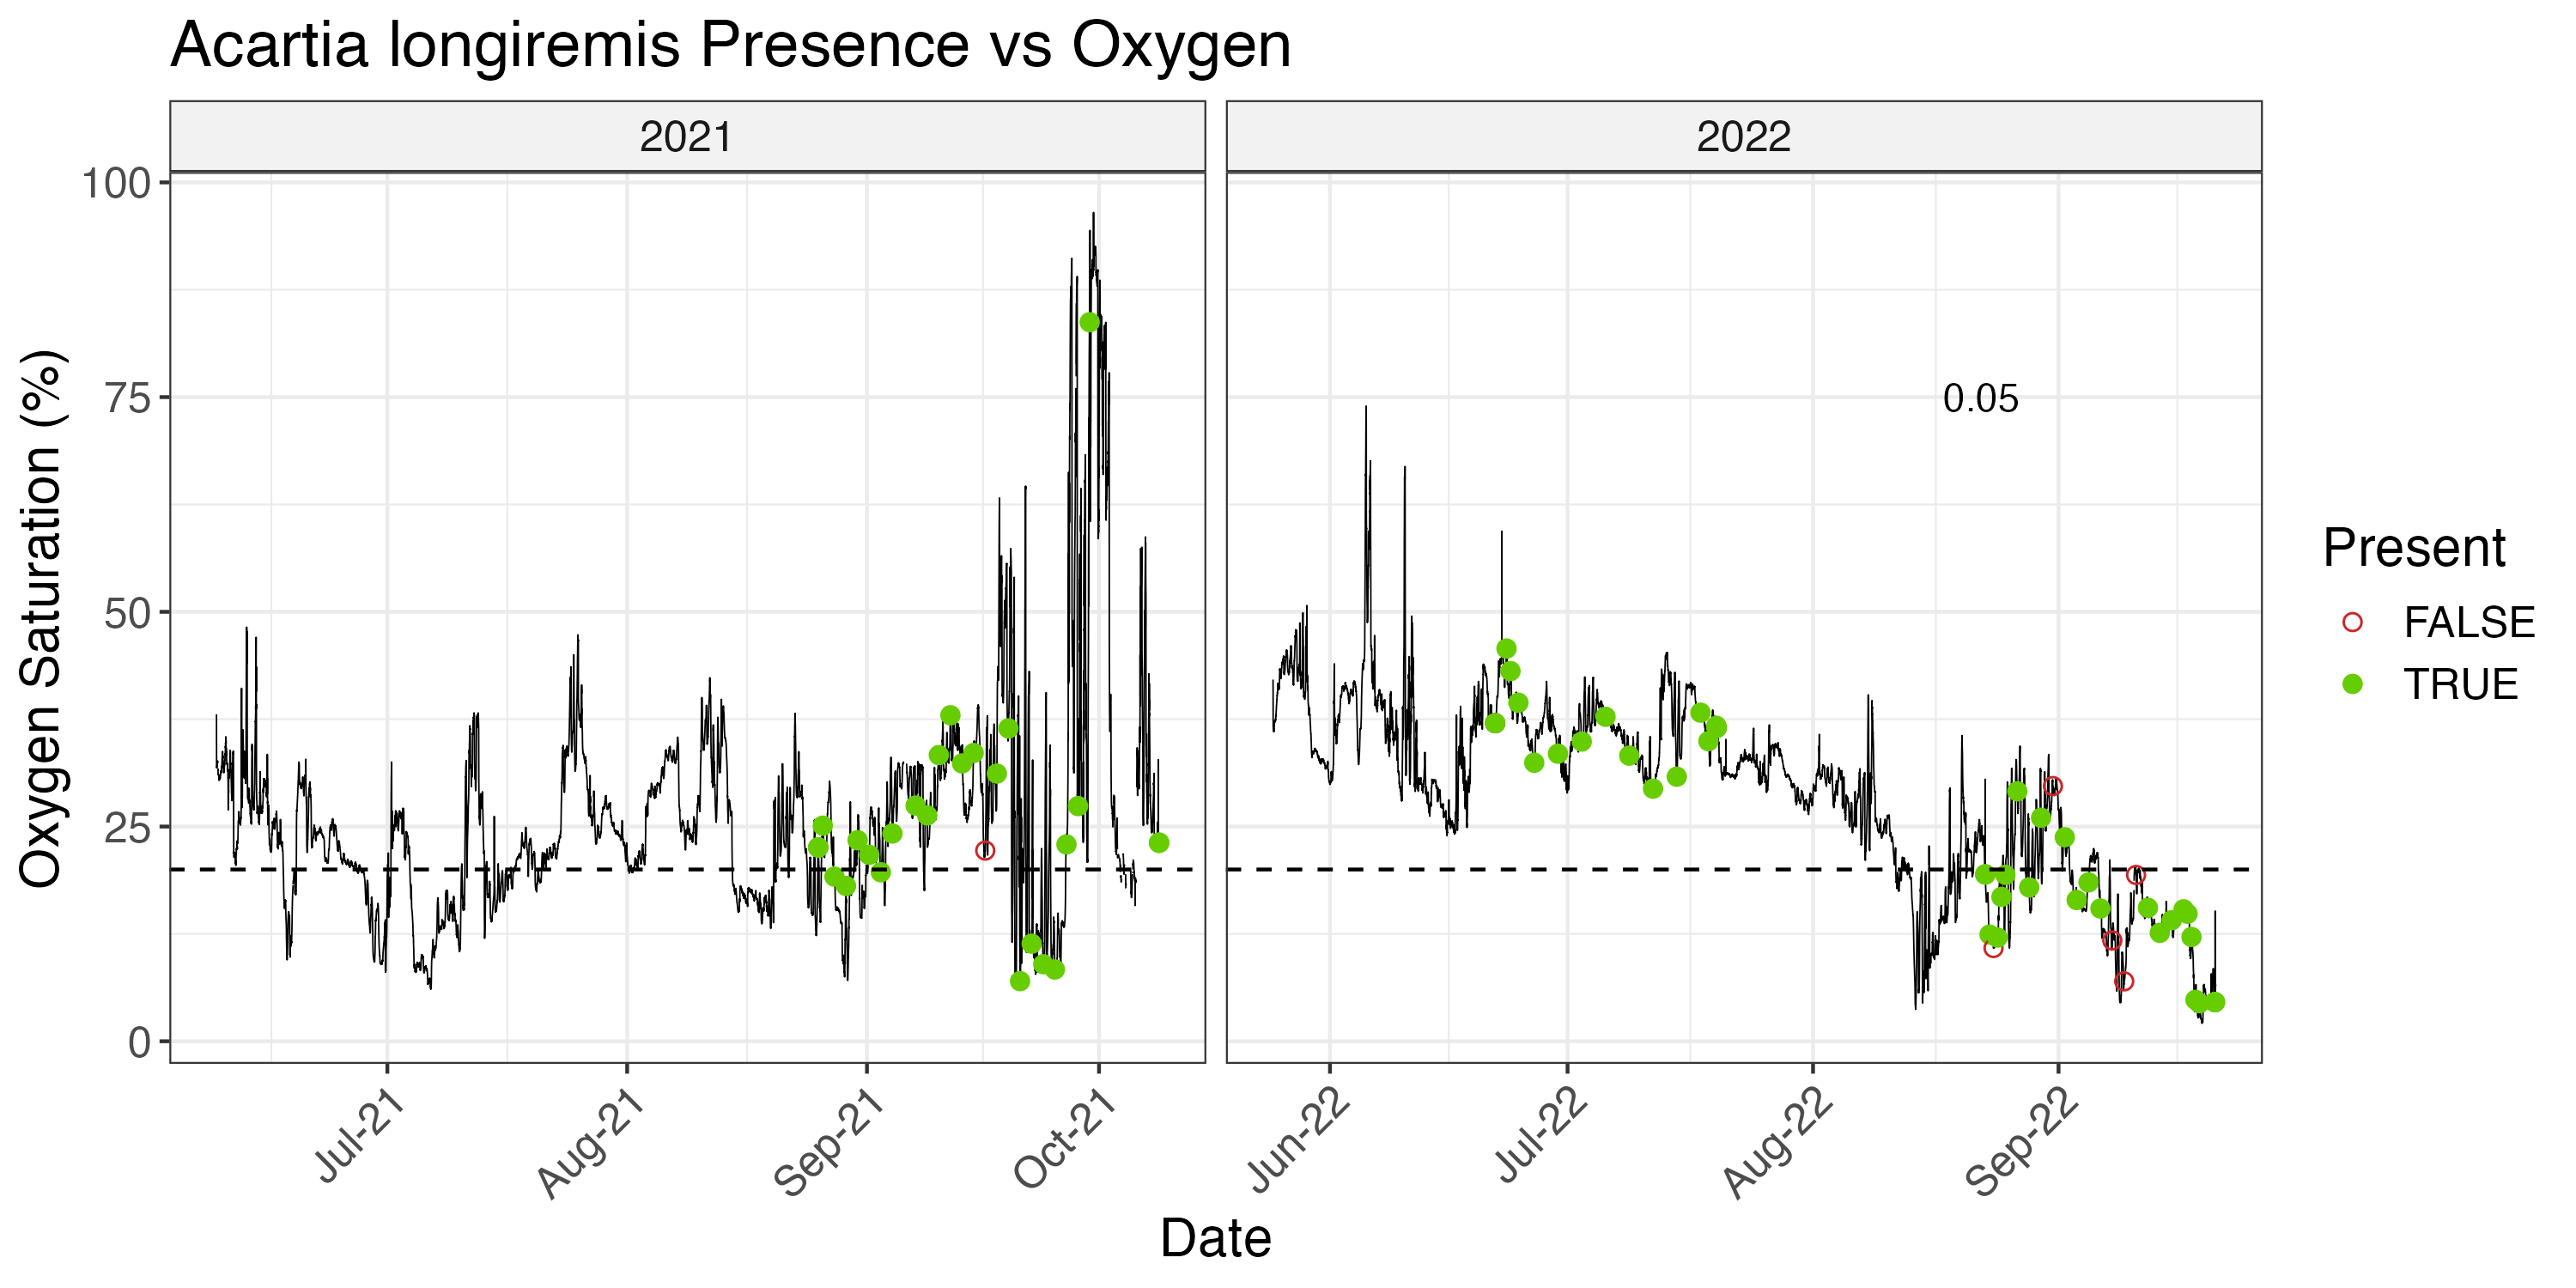 Acartia longiremis Presence vs Oxygen
2021
2022
100
75
50
25
0
Oxygen Saturation (%)
0.05
Jul-21
Aug-21
Sep-21
Oct-21
Jun-22
Jul-22
Aug-22
Sep-22
Date
Present
FALSE
TRUE